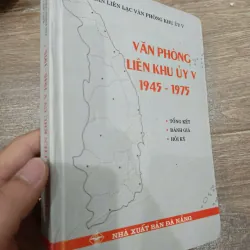 BAN LIÊN LẠC VĂN PHÒNG KHU ỦY V
VĂN PHÒNG
LIÊN KHU ỦY V
1945 - 1975
• TỔNG KẾT
• ĐÁNH GIÁ
• HỒI KÝ
NHÀ XUẤT BẢN ĐÀ NẴNG